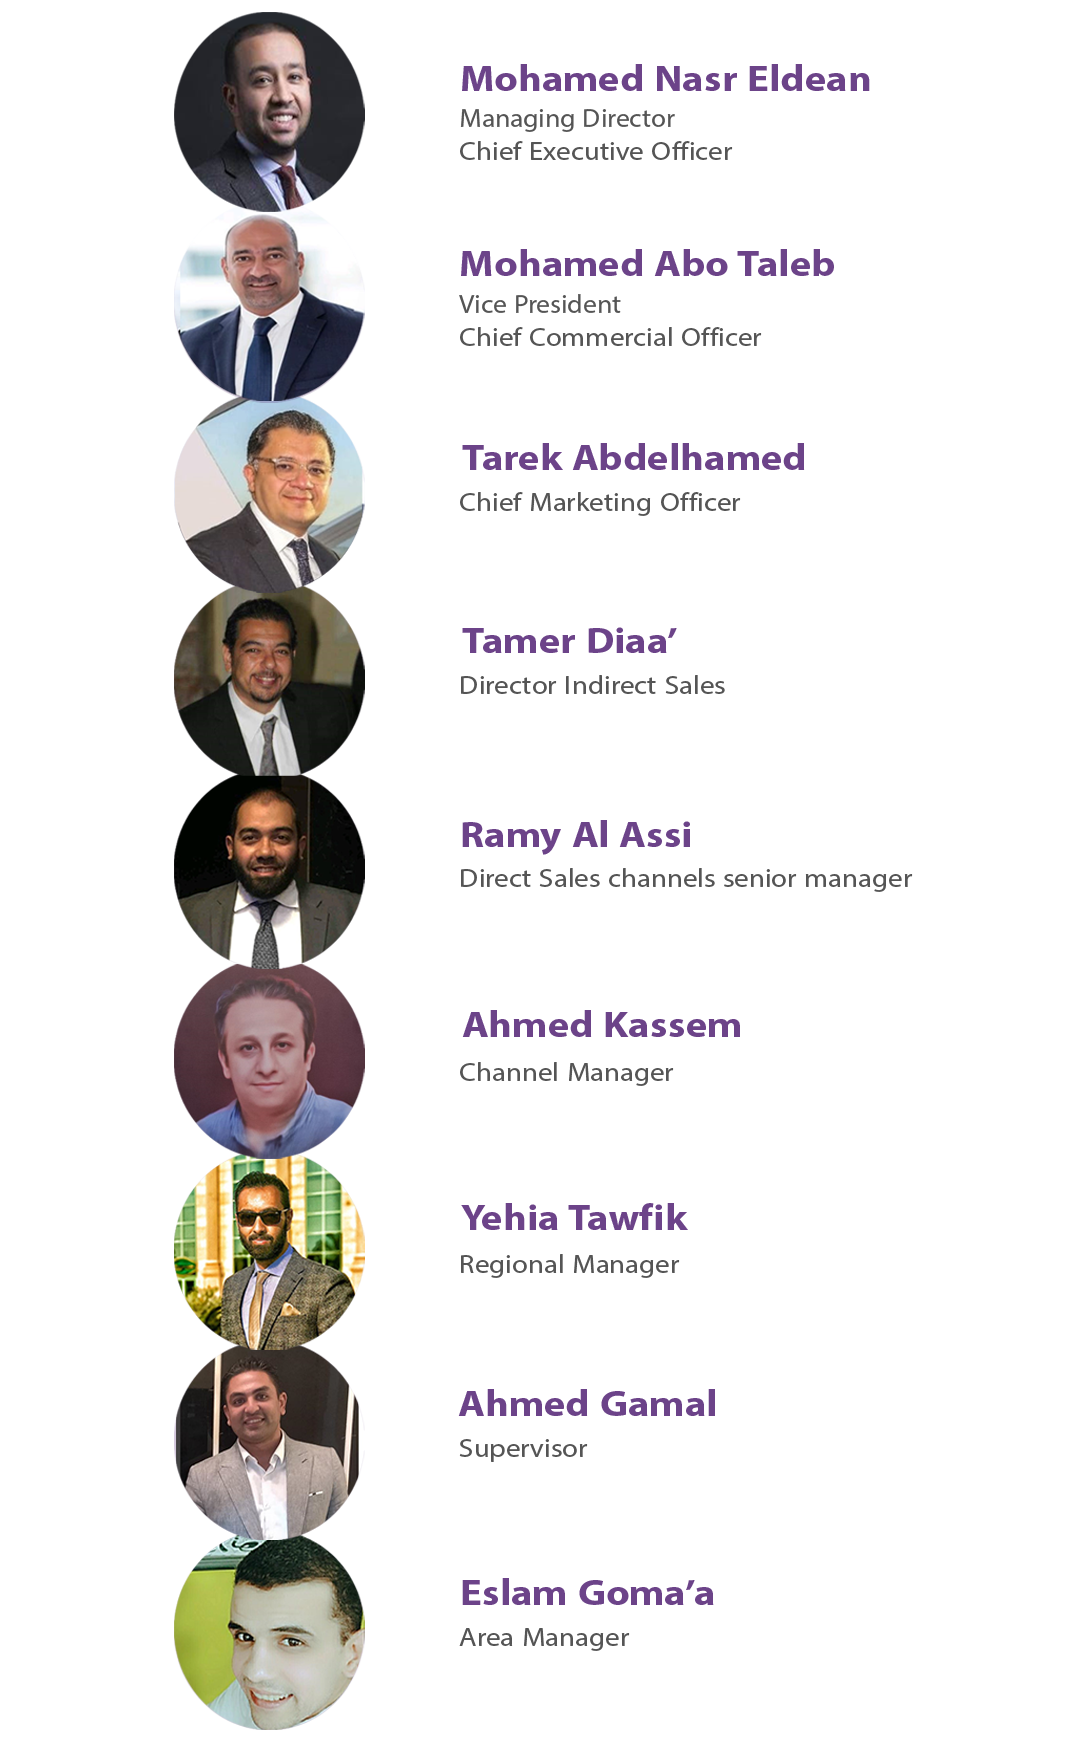 Mohamed Nasr Eldean
Managing Director
Chief Executive Officer
Mohamed Abo Taleb
Vice President
Chief Commercial Officer
Tarek Abdelhamed
Chief Marketing Officer
Tamer Diaa’
Director Indirect Sales
Ramy Al Assi
Direct Sales channels senior manager
Ahmed Kassem
Channel Manager
Yehia Tawfik
Regional Manager
Ahmed Gamal
Supervisor
Eslam Goma’a
Area Manager